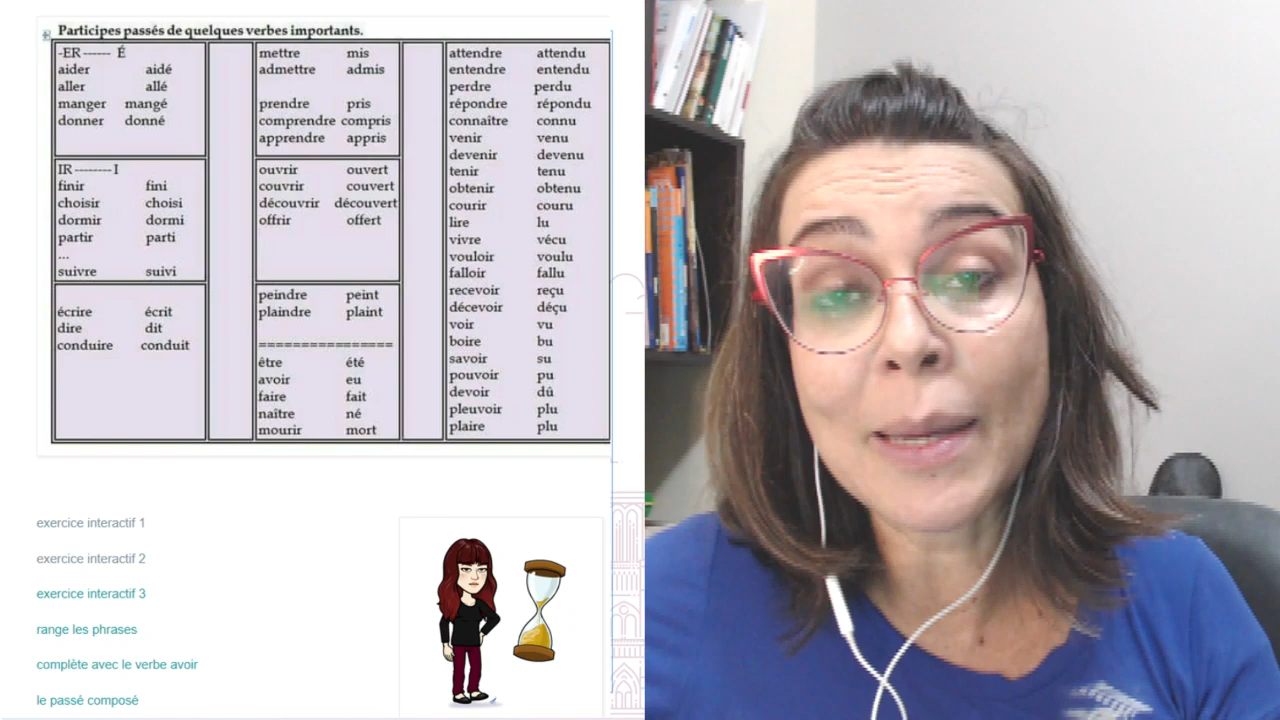 Participes passés de quelques verbes importants.
-ER------ É
aider aidé
aller allé
manger mangé
donner donné
IR--------I
finir fini
choisir choisi
dormir dormi
partir parti
...
suivre suivi
écrire écrit
dire dit
conduire conduit
mettre mis
admettre admis
prendre pris
comprendre compris
apprendre appris
ouvrir ouvert
couvrir couvert
découvrir découvert
offrir offert
peindre peint
plaindre plaint
=================
être été
avoir eu
faire fait
naître né
mourir mort
attendre attendu
entendre entendu
perdre perdu
répondre répondu
connaître connu
venir venu
devenir devenu
tenir tenu
obtenir obtenu
courir couru
lire lu
vivre vécu
vouloir voulu
falloir fallu
recevoir reçu
décevoir déçu
voir vu
boire bu
savoir su
pouvoir pu
devoir dû
pleuvoir plu
plaire plu
exercice interactif 1
exercice interactif 2
exercice interactif 3
range les phrases
complète avec le verbe avoir
le passé composé